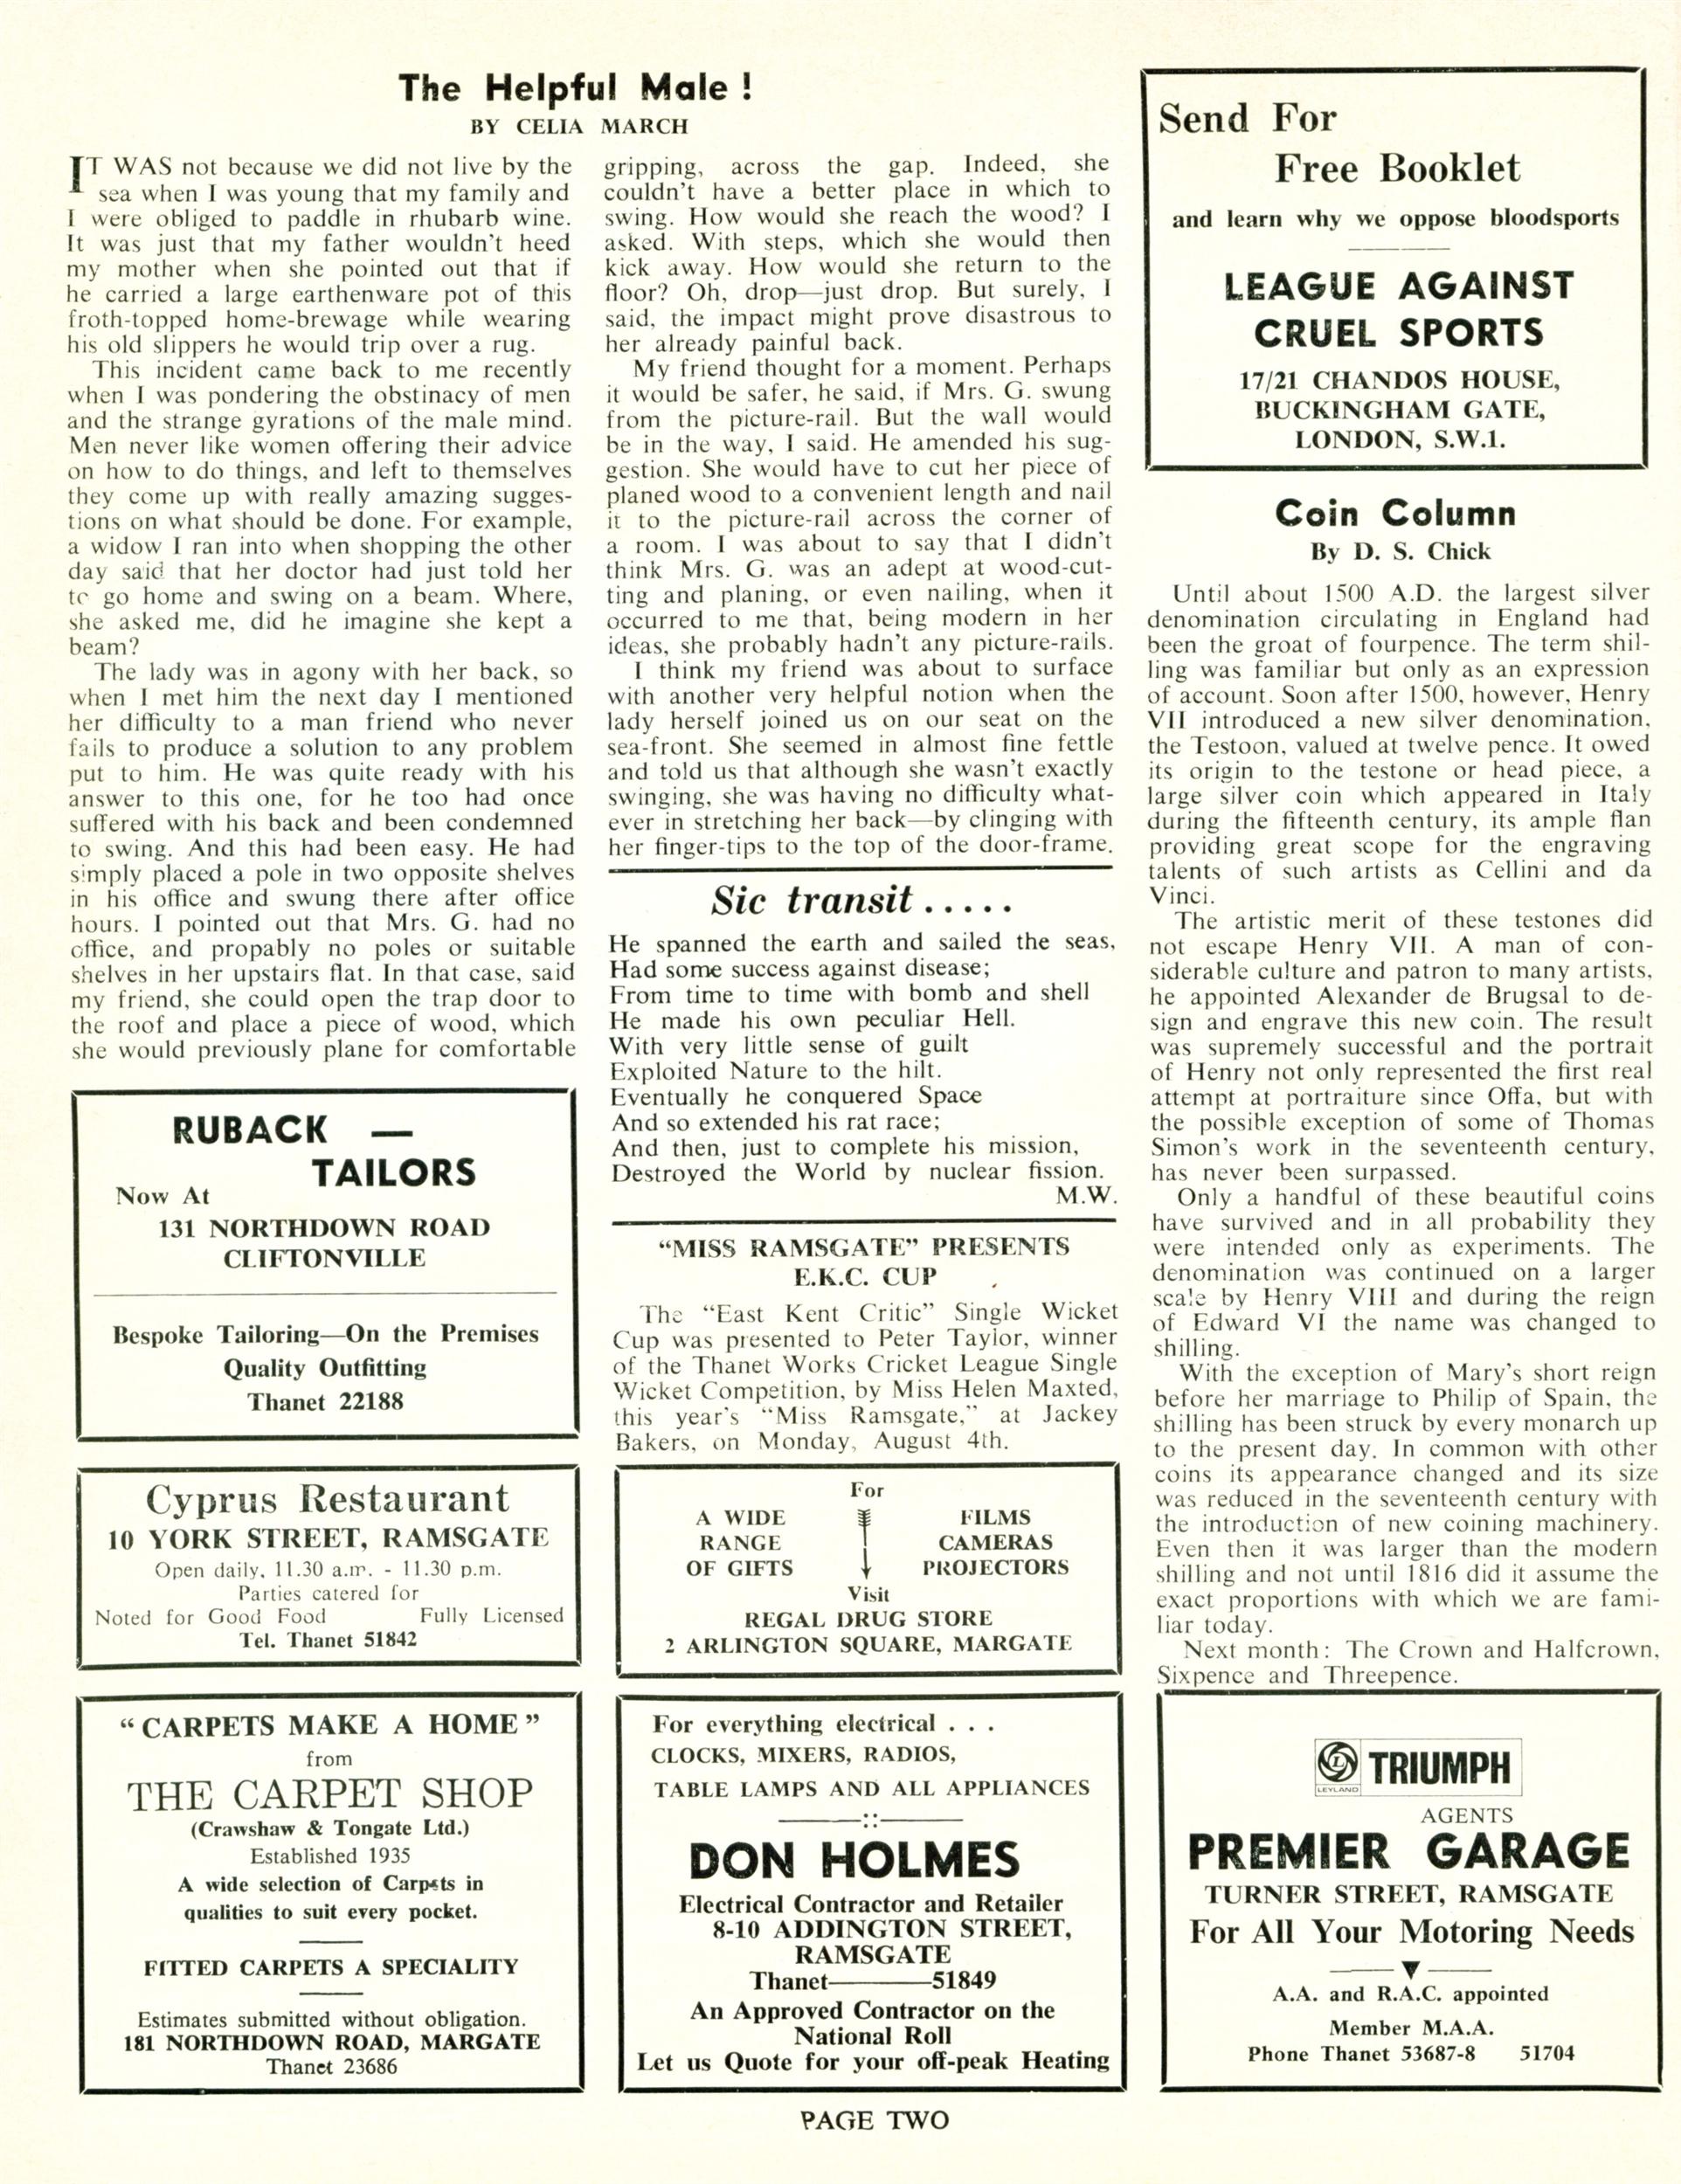 The Helpful Male !
BY CELIA MARCH
IT WAS not because we did not live by the
sea when I was young that my family and
I were obliged to paddle in rhubarb wine.
It was just that my father wouldn't heed
my mother when she pointed out that if
he carried a large earthenware pot of this
froth-topped home-brewage while wearing
his old slippers he would trip over a rug.
This incident came back to me recently
when I was pondering the obstinacy of men
and the strange gyrations of the male mind.
Men never like women offering their advice
on how to do things, and left to themselves
they come up with really amazing sugges-
tions on what should be done. For example,
a widow I ran into when shopping the other
day said that her doctor had just told her
to go home and swing on a beam. Where,
she asked me, did he imagine she kept a
beam?
The lady was in agony with her back, so
when I met him the next day I mentioned
her difficulty to a man friend who never
fails to produce a solution to any problem
put to him. He was quite ready with his
answer to this one, for he too had once
suffered with his back and been condemned
to swing. And this had been easy. He had
simply placed a pole in two opposite shelves
in his office and swung there after office
hours. I pointed out that Mrs. G. had no
office, and propably no poles or suitable
shelves in her upstairs flat. In that case, said
my friend, she could open the trap door to
the roof and place a piece of wood, which
she would previously plane for comfortable
gripping, across the gap. Indeed, she
couldn't have a better place in which to
swing. How would she reach the wood? I
asked. With steps, which she would then
kick away. How would she return to the
floor? Oh, drop—just drop. But surely, I
said, the impact might prove disastrous to
her already painful back.
My friend thought for a moment. Perhaps
it would be safer, he said, if Mrs. G. swung
from the picture-rail. But the wall would
be in the way, I said. He amended his sug-
gestion. She would have to cut her piece of
planed wood to a convenient length and nail
it to the picture-rail across the corner of
a room. I was about to say that I didn't
think Mrs. G. was an adept at wood-cut-
ting and planing, or even nailing, when it
occurred to me that, being modern in her
ideas, she probably hadn't any picture-rails.
I think my friend was about to surface
with another very helpful notion when the
lady herself joined us on our seat on the
sea-front. She seemed in almost fine fettle
and told us that although she wasn't exactly
swinging, she was having no difficulty what-
ever in stretching her back—by clinging with
her finger-tips to the top of the door-frame.
Sic transit . . . . .
He spanned the earth and sailed the seas,
Had some success against disease;
From time to time with bomb and shell
He made his own peculiar Hell.
With very little sense of guilt
Exploited Nature to the hilt.
Eventually he conquered Space
And so extended his rat race;
And then, just to complete his mission,
Destroyed the World by nuclear fission.
M.W.
"MISS RAMSGATE" PRESENTS
E.K.C. CUP
The "East Kent Critic" Single Wicket
Cup was presented to Peter Taylor, winner
of the Thanet Works Cricket League Single
Wicket Competition, by Miss Helen Maxted,
this year's "Miss Ramsgate," at Jackey
Bakers, on Monday, August 4th.
Send For
Free Booklet
and learn why we oppose bloodsports
LEAGUE AGAINST
CRUEL SPORTS
17/21 CHANDOS HOUSE,
BUCKINGHAM GATE,
LONDON, S.W.1.
Coin Column
By D. S. Chick
Until about 1500 A.D. the largest silver
denomination circulating in England had
been the groat of fourpence. The term shil-
ling was familiar but only as an expression
of account. Soon after 1500, however, Henry
VII introduced a new silver denomination,
the Testoon, valued at twelve pence. It owed
its origin to the testone or head piece, a
large silver coin which appeared in Italy
during the fifteenth century, its ample flan
providing great scope for the engraving
talents of such artists as Cellini and da
Vinci.
The artistic merit of these testones did
not escape Henry VII. A man of con-
siderable culture and patron to many artists,
he appointed Alexander de Brugsal to de-
sign and engrave this new coin. The result
was supremely successful and the portrait
of Henry not only represented the first real
attempt at portraiture since Offa, but with
the possible exception of some of Thomas
Simon's work in the seventeenth century,
has never been surpassed.
Only a handful of these beautiful coins
have survived and in all probability they
were intended only as experiments. The
denomination was continued on a larger
scale by Henry VIII and during the reign
of Edward VI the name was changed to
shilling.
With the exception of Mary's short reign
before her marriage to Philip of Spain, the
shilling has been struck by every monarch up
to the present day. In common with other
coins its appearance changed and its size
was reduced in the seventeenth century with
the introduction of new coining machinery.
Even then it was larger than the modern
shilling and not until 1816 did it assume the
exact proportions with which we are fami-
liar today.
Next month: The Crown and Halfcrown,
Sixpence and Threepence.
RUBACK —
TAILORS
Now At
131 NORTHDOWN ROAD
CLIFTONVILLE
Bespoke Tailoring—On the Premises
Quality Outfitting
Thanet 22188
Cyprus Restaurant
10 YORK STREET, RAMSGATE
Open daily, 11.30 a.m. - 11.30 p.m.
Parties catered for
Noted for Good Food Fully Licensed
Tel. Thanet 51842
"CARPETS MAKE A HOME"
from
THE CARPET SHOP
(Crawshaw & Tongate Ltd.)
Established 1935
A wide selection of Carpets in
qualities to suit every pocket.
FITTED CARPETS A SPECIALITY
Estimates submitted without obligation.
181 NORTHDOWN ROAD, MARGATE
Thanet 23686
For
A WIDE FILMS
RANGE CAMERAS
OF GIFTS PROJECTORS
Visit
REGAL DRUG STORE
2 ARLINGTON SQUARE, MARGATE
For everything electrical . . .
CLOCKS, MIXERS, RADIOS,
TABLE LAMPS AND ALL APPLIANCES
DON HOLMES
Electrical Contractor and Retailer
8-10 ADDINGTON STREET,
RAMSGATE
Thanet———51849
An Approved Contractor on the
National Roll
Let us Quote for your off-peak Heating
L
LEYLAND
TRIUMPH
AGENTS
PREMIER GARAGE
TURNER STREET, RAMSGATE
For All Your Motoring Needs
A.A. and R.A.C. appointed
Member M.A.A.
Phone Thanet 53687-8 51704
PAGE TWO